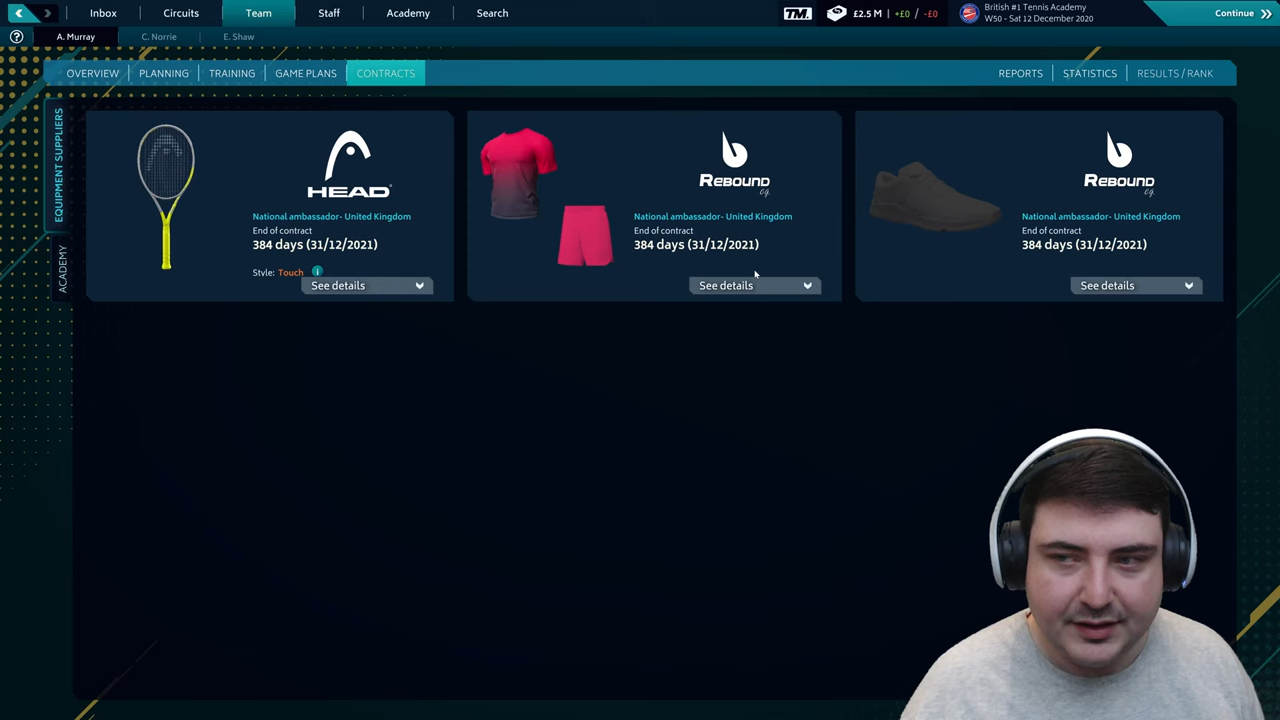 Inbox
Circuits
Team
Staff
Academy
Search
TM.
£2.5 M | +£0 / -£0
British #1 Tennis Academy
W50 - Sat 12 December 2020
Continue
A. Murray
C. Norrie
E. Shaw
OVERVIEW
PLANNING
TRAINING
GAME PLANS
CONTRACTS
REPORTS
STATISTICS
RESULTS / RANK
EQUIPMENT SUPPLIERS
ACADEMY
HEAD
National ambassador- United Kingdom
End of contract
384 days (31/12/2021)
Style: Touch
See details
REBOUND
eq.
National ambassador- United Kingdom
End of contract
384 days (31/12/2021)
See details
REBOUND
eq.
National ambassador- United Kingdom
End of contract
384 days (31/12/2021)
See details